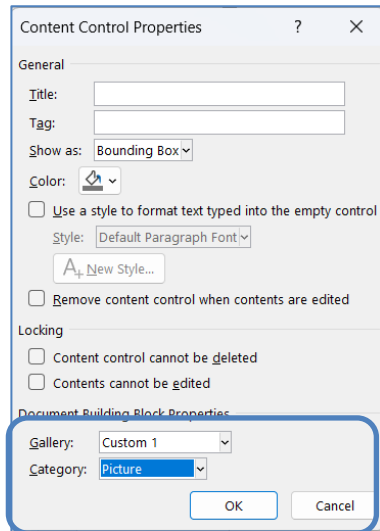 Content Control Properties ? ×
General
Title:
Tag:
Show as: Bounding Box
Color:
Use a style to format text typed into the empty control
Style: Default Paragraph Font
A+ New Style...
Remove content control when contents are edited
Locking
Content control cannot be deleted
Contents cannot be edited
Document Building Block Properties
Gallery: Custom 1
Category: Picture
OK Cancel